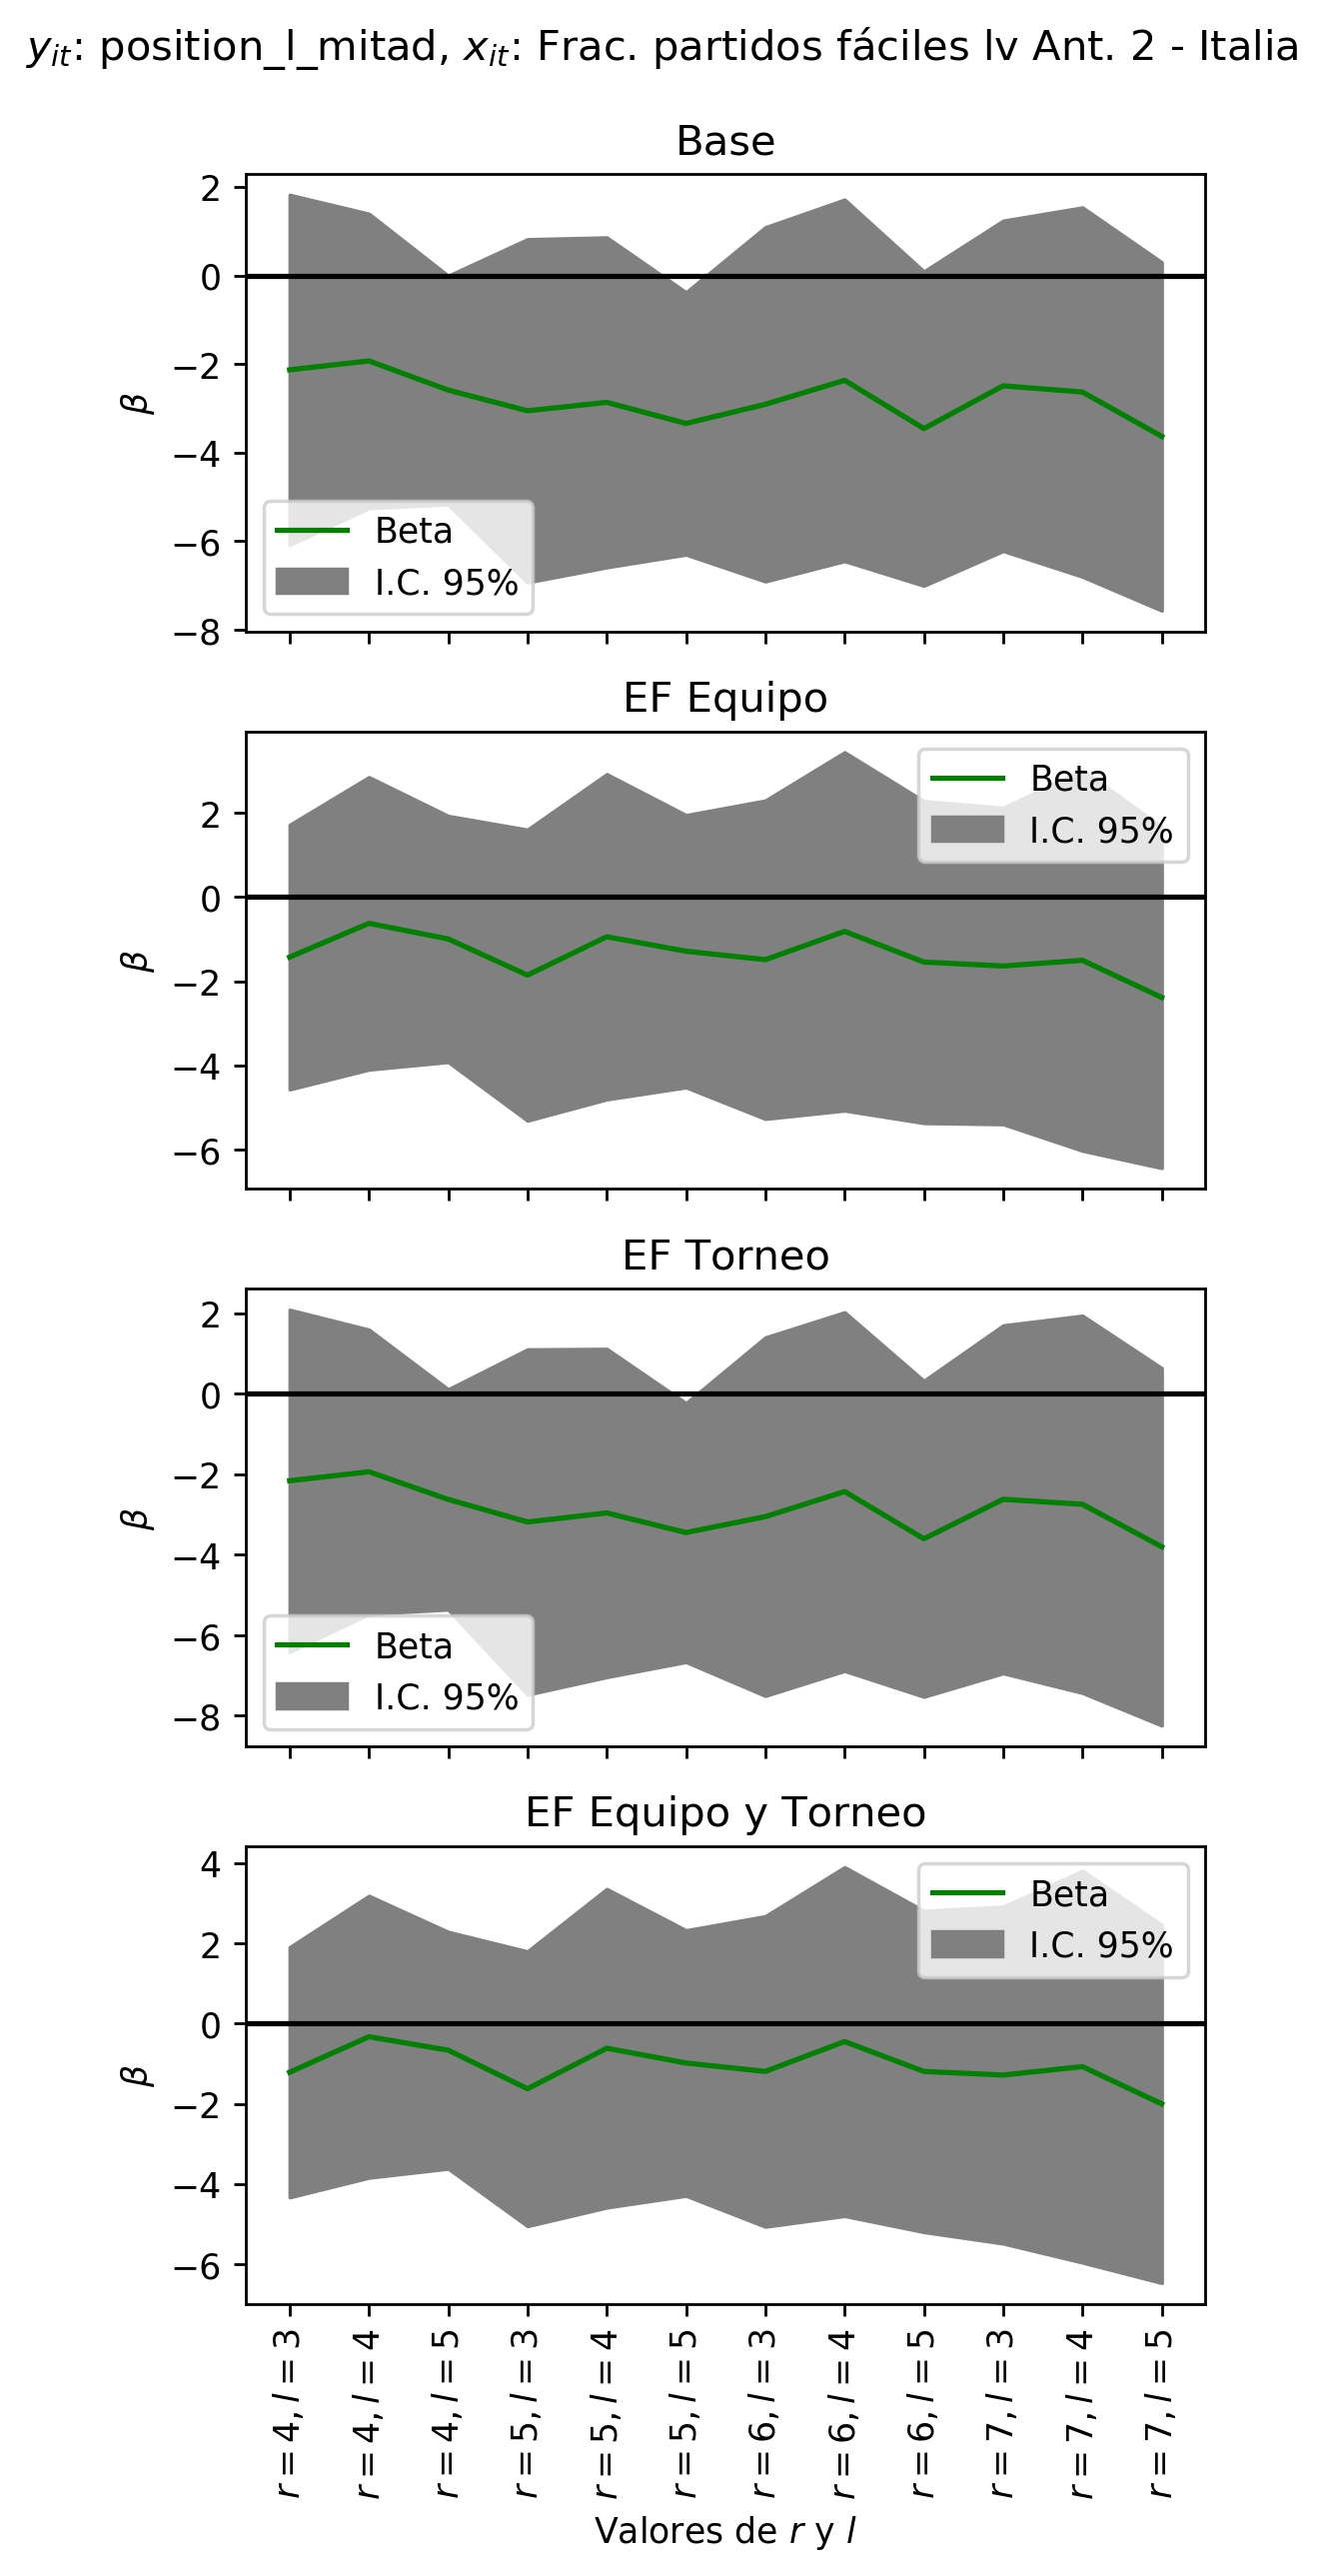 y_it: position_l_mitad, x_it: Frac. partidos fáciles lv Ant. 2 - Italia
Base
2
0
−2
−4
−6
−8
β
Beta
I.C. 95%
EF Equipo
2
0
−2
−4
−6
β
Beta
I.C. 95%
EF Torneo
2
0
−2
−4
−6
−8
β
Beta
I.C. 95%
EF Equipo y Torneo
4
2
0
−2
−4
−6
β
Beta
I.C. 95%
r = 4, l = 3
r = 4, l = 4
r = 4, l = 5
r = 5, l = 3
r = 5, l = 4
r = 5, l = 5
r = 6, l = 3
r = 6, l = 4
r = 6, l = 5
r = 7, l = 3
r = 7, l = 4
r = 7, l = 5
Valores de r y l